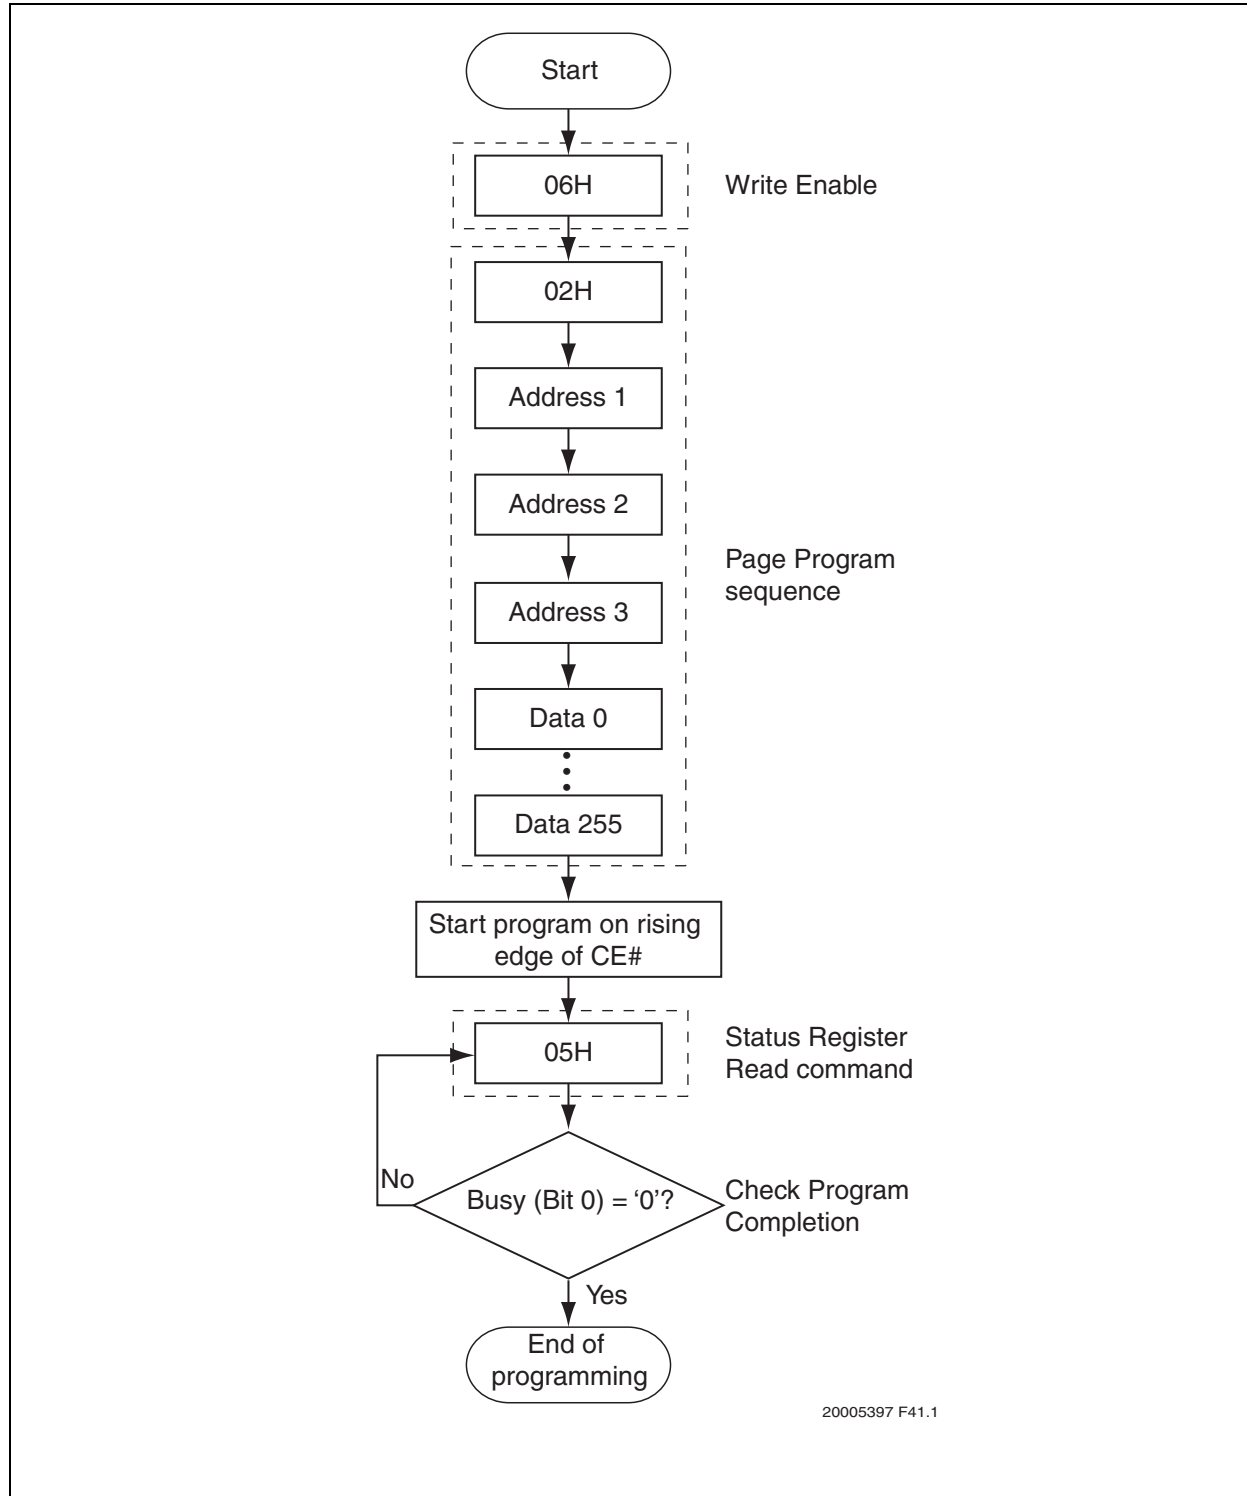 Start
06H
Write Enable
02H
Address 1
Address 2
Address 3
Page Program
sequence
Data 0
Data 255
Start program on rising
edge of CE#
05H
Status Register
Read command
No
Busy (Bit 0) = ‘0’?
Check Program
Completion
Yes
End of
programming
20005397 F41.1